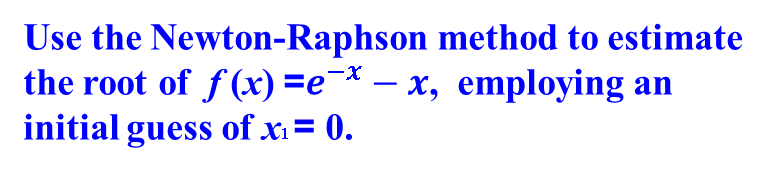 Use the Newton-Raphson method to estimate
the root of f(x) =e⁻ˣ – x, employing an
initial guess of x₁= 0.